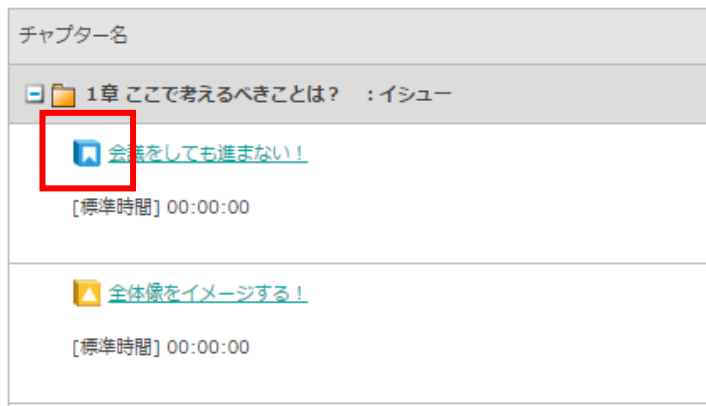 チャプター名
1章 ここで考えるべきことは? :イシュー
会議をしても進まない!
[標準時間] 00:00:00
全体像をイメージする!
[標準時間] 00:00:00